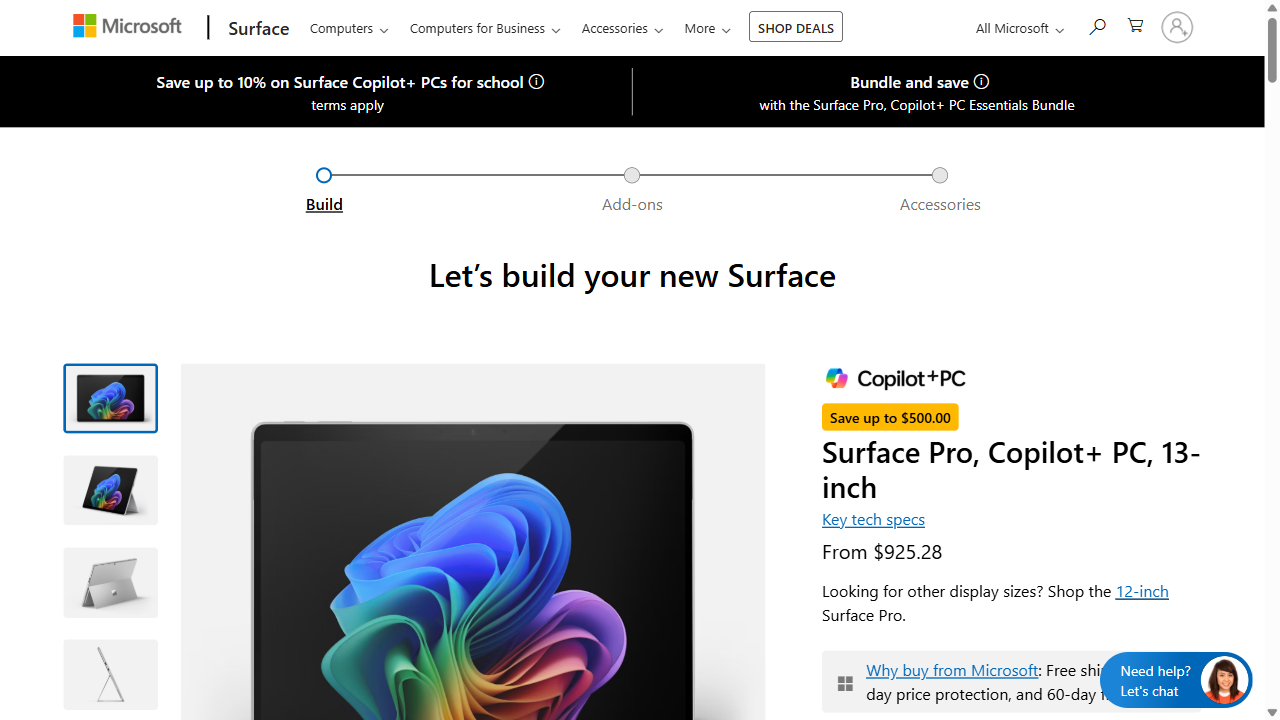 Microsoft Surface Computers Computers for Business Accessories More SHOP DEALS All Microsoft
Save up to 10% on Surface Copilot+ PCs for school
terms apply
Bundle and save
with the Surface Pro, Copilot+ PC Essentials Bundle
Build
Add-ons
Accessories
Let’s build your new Surface
Copilot+PC
Save up to $500.00
Surface Pro, Copilot+ PC, 13-
inch
Key tech specs
From $925.28
Looking for other display sizes? Shop the 12-inch
Surface Pro.
Why buy from Microsoft: Free
day price protection, and 60-day
Need help?
Let's chat